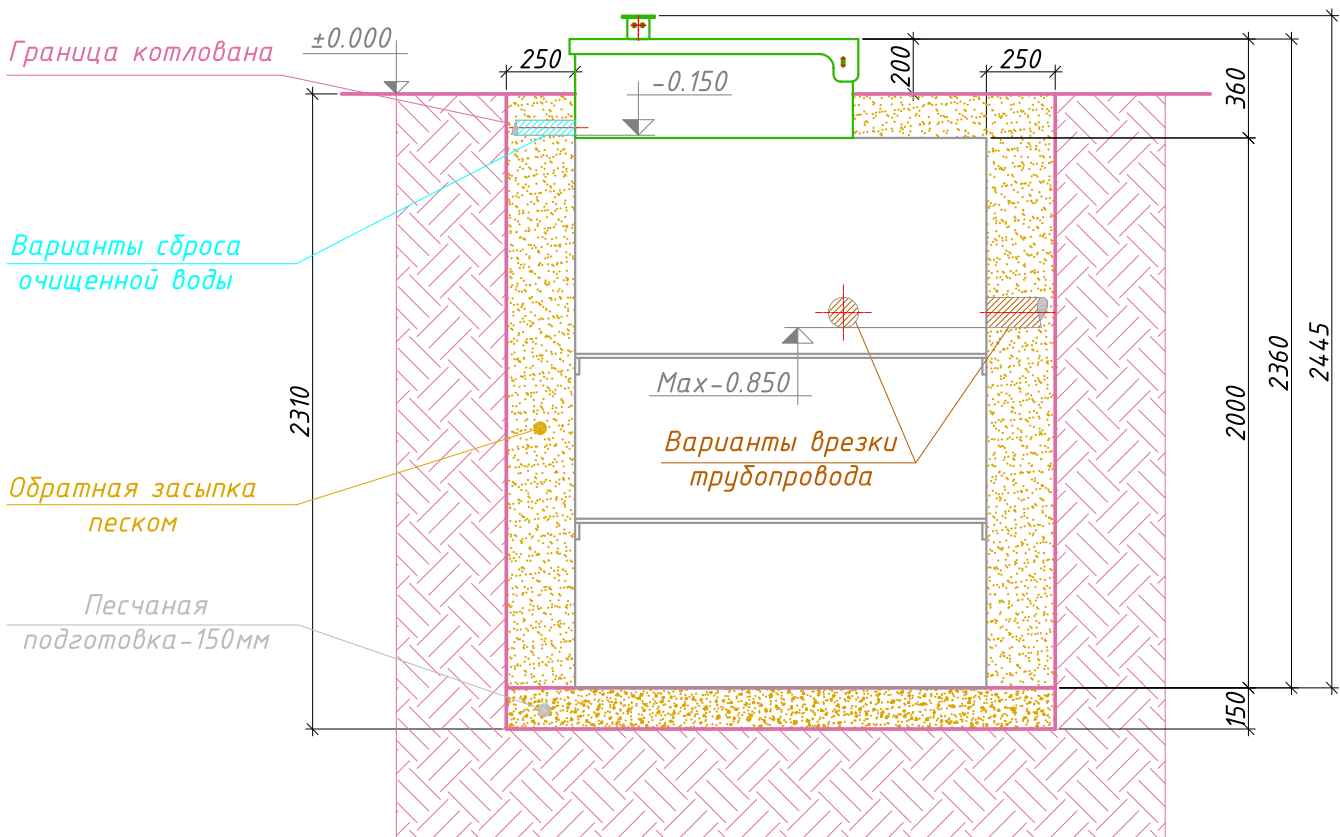 Граница котлована
±0.000
250
-0.150
200
250
360
Варианты сброса
очищенной воды
2310
Max-0.850
Варианты врезки
трубопровода
2000
2360
2445
Обратная засыпка
песком
Песчаная
подготовка-150мм
150